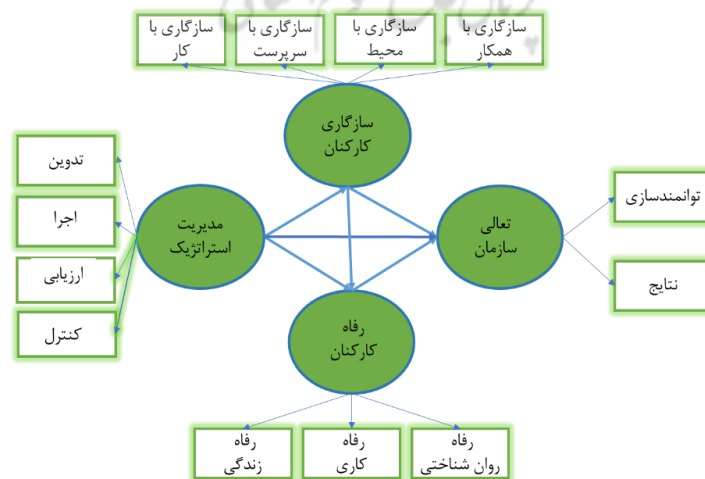 سازگاری با
همکار
سازگاری با
محیط
سازگاری با
سرپرست
سازگاری با
کار
سازگاری
کارکنان
تدوین
اجرا
ارزیابی
کنترل
مدیریت
استراتژیک
تعالی
سازمان
توانمندسازی
نتایج
رفاه
کارکنان
رفاه
روان شناختی
رفاه
کاری
رفاه
زندگی